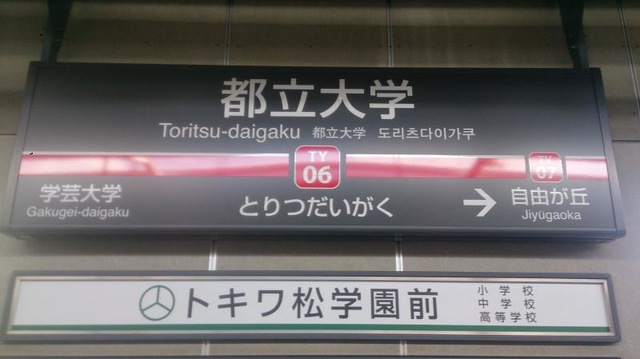 都立大学
Toritsu-daigaku 都立大学 도리츠다이가쿠
TY
06
TY
07
学芸大学
Gakugei-daigaku
とりつだいがく
→ 自由が丘
Jiyūgaoka
トキワ松学園前
小学校
中学校
高等学校